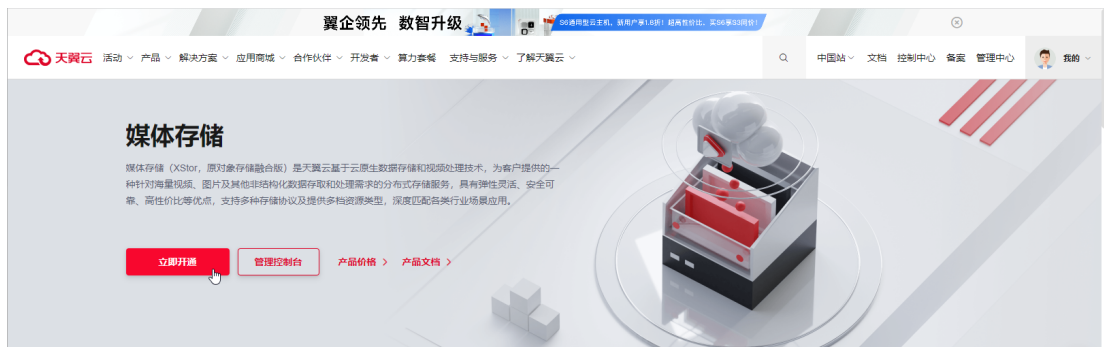 翼企领先 数智升级
S6通用型云主机，新用户享1.8折！超高性价比，买S6享S3同价！
天翼云 活动 产品 解决方案 应用商城 合作伙伴 开发者 算力套餐 支持与服务 了解天翼云 中国站 文档 控制中心 备案 管理中心 我的
媒体存储
媒体存储（XStor，原对象存储融合版）是天翼云基于云原生数据存储和视频处理技术，为客户提供的一
种针对海量视频、图片及其他非结构化数据存取和处理需求的分布式存储服务，具有弹性灵活、安全可
靠、高性价比等优点，支持多种存储协议及提供多档资源类型，深度匹配各类行业场景应用。
立即开通 管理控制台 产品价格 产品文档